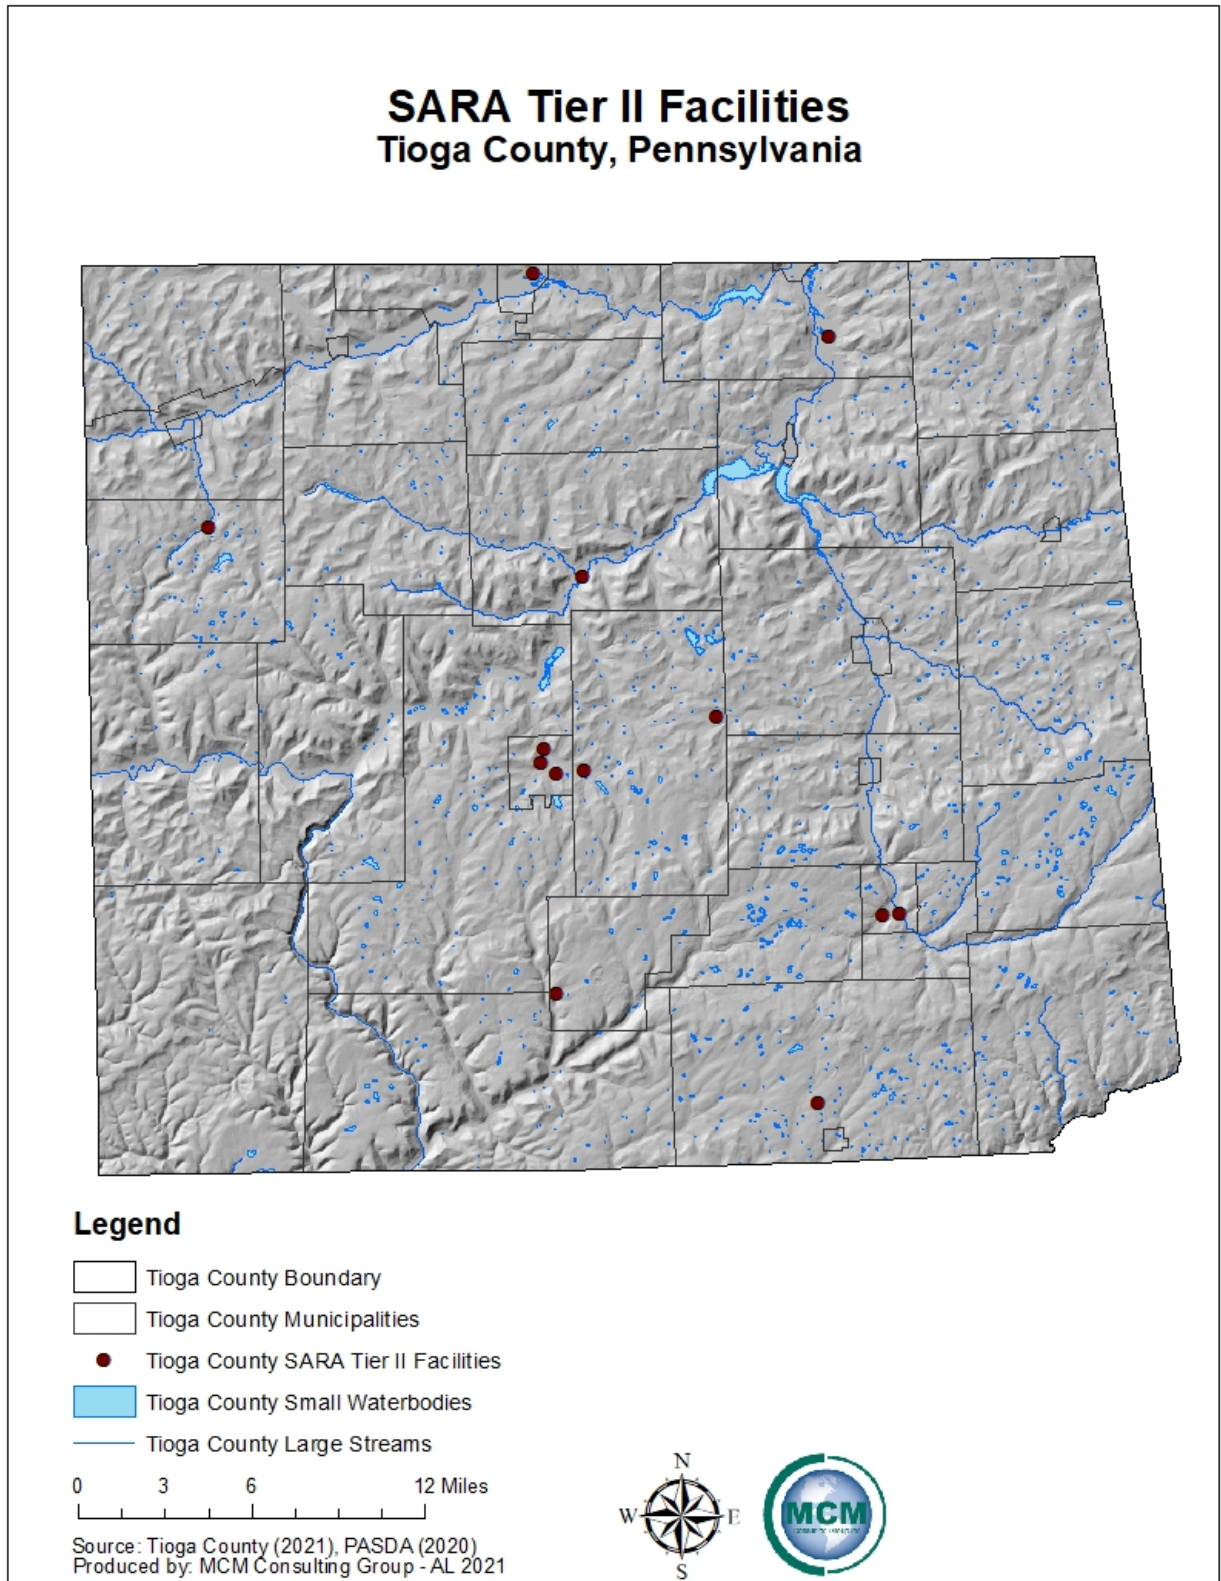 SARA Tier II Facilities
Tioga County, Pennsylvania
Legend
Tioga County Boundary
Tioga County Municipalities
Tioga County SARA Tier II Facilities
Tioga County Small Waterbodies
Tioga County Large Streams
0 3 6 12 Miles
Source: Tioga County (2021), PASDA (2020)
Produced by: MCM Consulting Group - AL 2021
N
W E
S
MCM